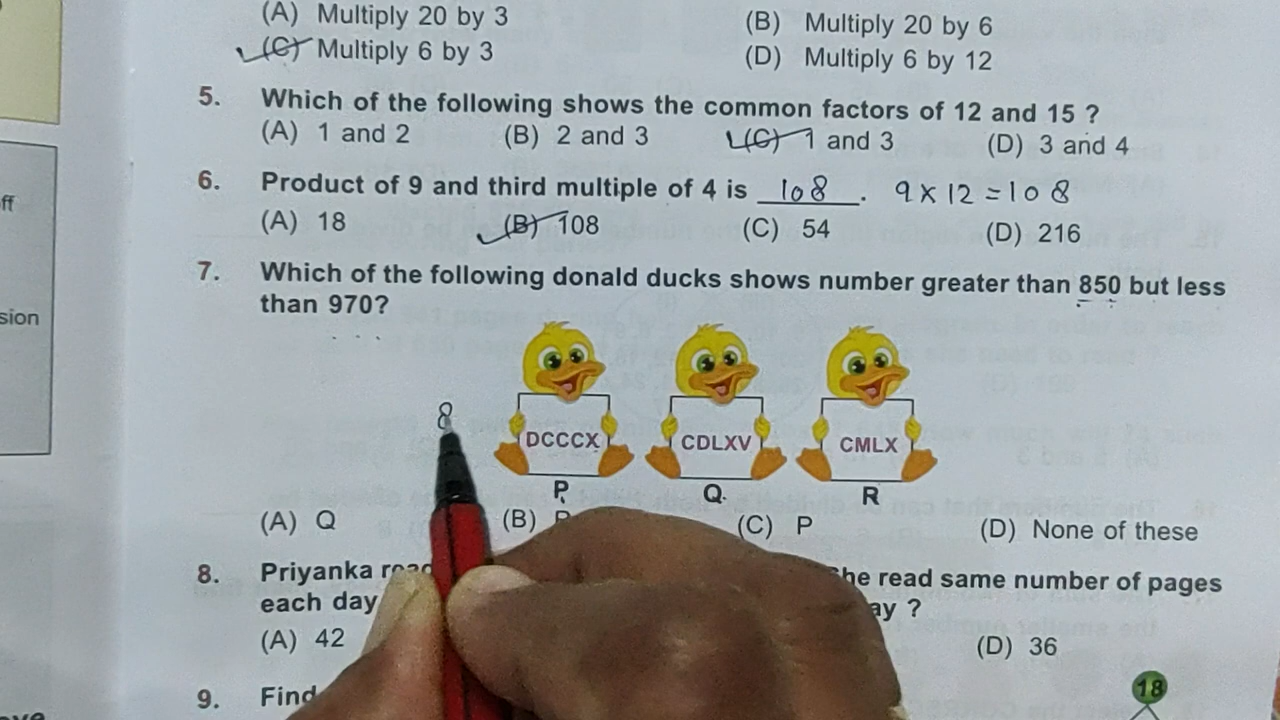 (A) Multiply 20 by 3 (B) Multiply 20 by 6
(C) Multiply 6 by 3 (D) Multiply 6 by 12
5. Which of the following shows the common factors of 12 and 15 ?
(A) 1 and 2 (B) 2 and 3 (C) 1 and 3 (D) 3 and 4
6. Product of 9 and third multiple of 4 is 108. 9 × 12 = 108
(A) 18 (B) 108 (C) 54 (D) 216
7. Which of the following donald ducks shows number greater than 850 but less
than 970?
8
DCCCX CDLXV CMLX
P Q R
(A) Q (B) (C) P (D) None of these
8. Priyanka he read same number of pages
each day ay ?
(A) 42 (D) 36
9. Find
18
ff
sion